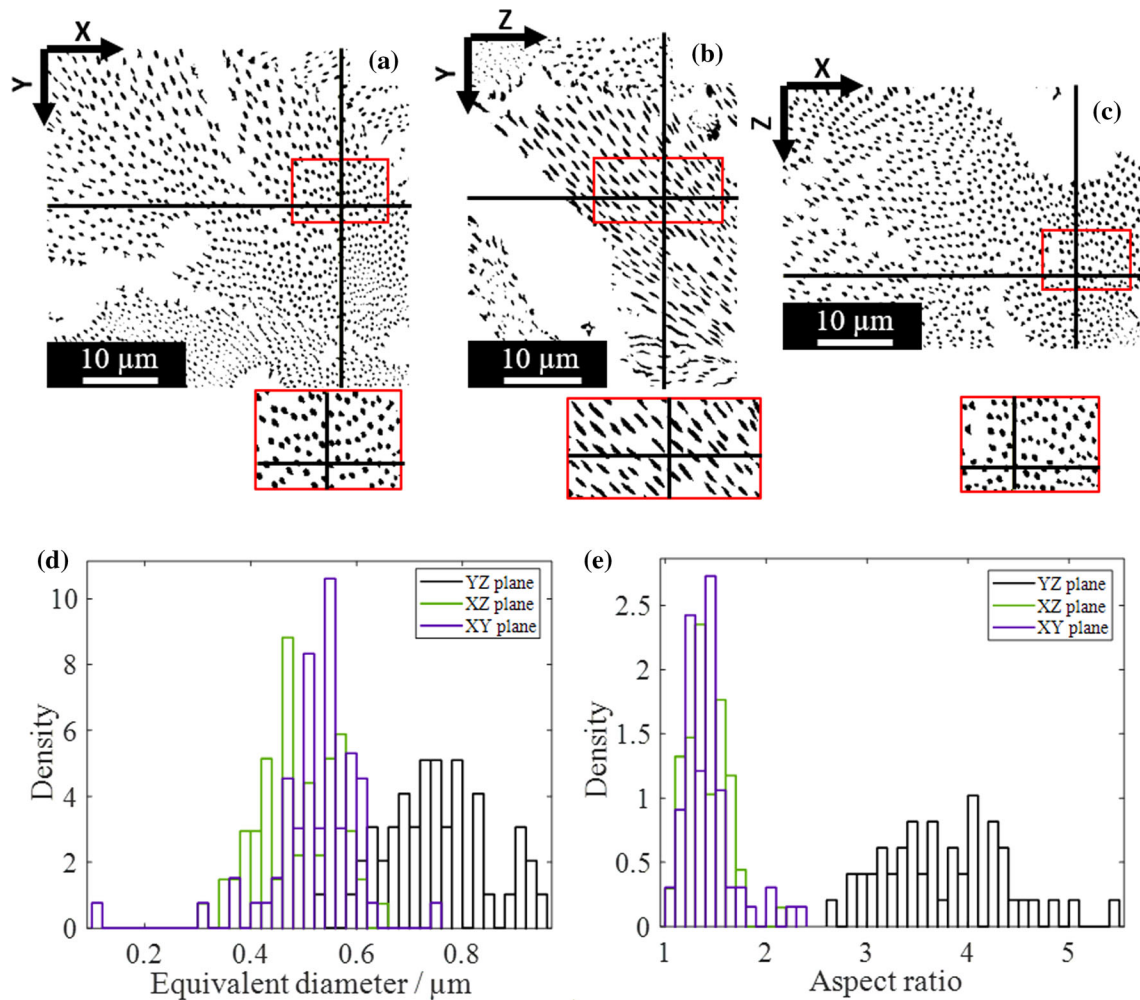 X
Y
(a)
10 µm
Z
Y
(b)
10 µm
X
Z
(c)
10 µm
(d)
10
8
6
4
2
0
Density
0.2
0.4
0.6
0.8
Equivalent diameter / µm
YZ plane
XZ plane
XY plane
(e)
2.5
2
1.5
1
0.5
0
Density
1
2
3
4
5
Aspect ratio
YZ plane
XZ plane
XY plane